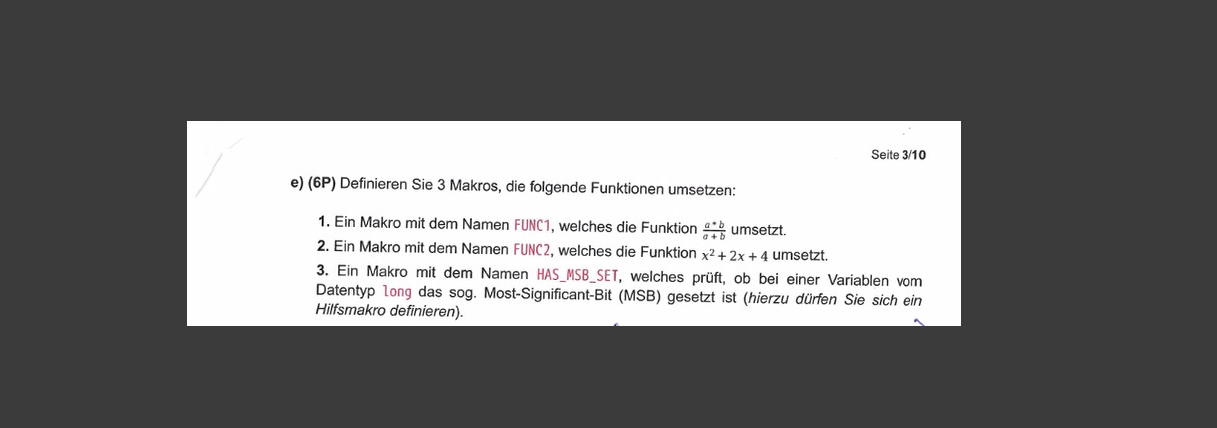 Seite 3/10
e) (6P) Definieren Sie 3 Makros, die folgende Funktionen umsetzen:
1. Ein Makro mit dem Namen FUNC1, welches die Funktion a*b/a+b umsetzt.
2. Ein Makro mit dem Namen FUNC2, welches die Funktion x² + 2x + 4 umsetzt.
3. Ein Makro mit dem Namen HAS_MSB_SET, welches prüft, ob bei einer Variablen vom
Datentyp long das sog. Most-Significant-Bit (MSB) gesetzt ist (hierzu dürfen Sie sich ein
Hilfsmakro definieren).